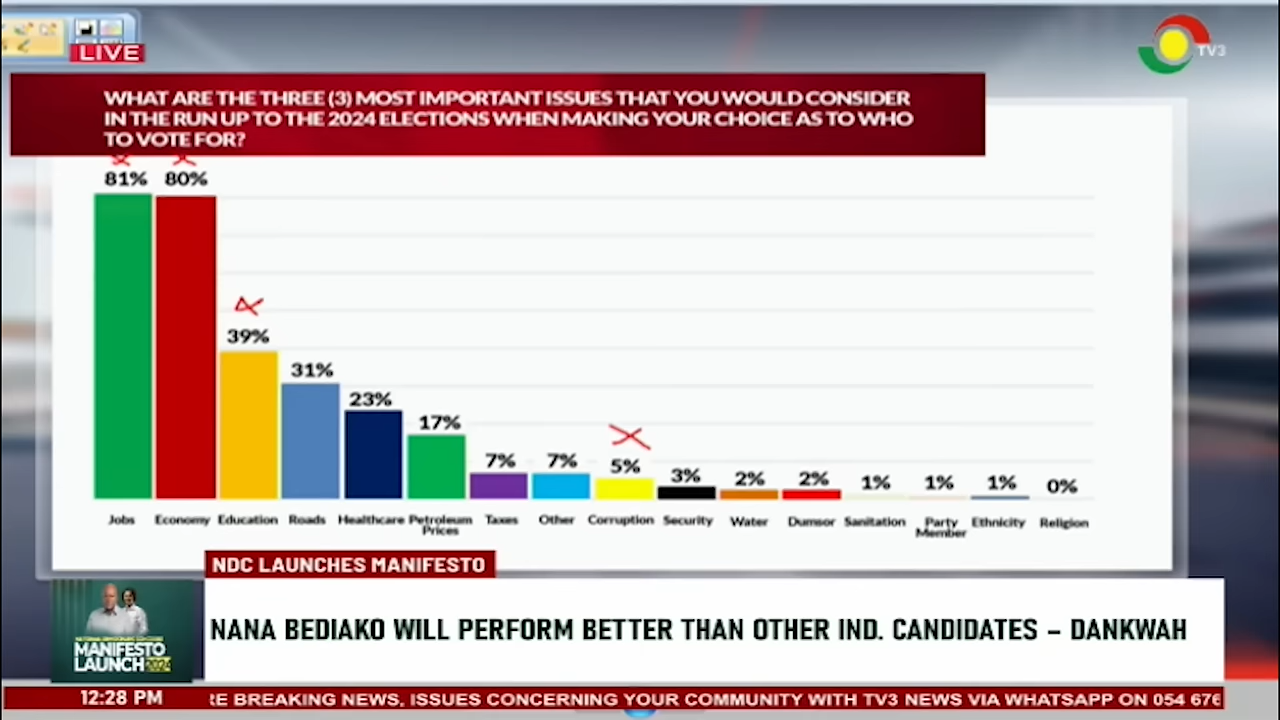 LIVE
TV3
WHAT ARE THE THREE (3) MOST IMPORTANT ISSUES THAT YOU WOULD CONSIDER
IN THE RUN UP TO THE 2024 ELECTIONS WHEN MAKING YOUR CHOICE AS TO WHO
TO VOTE FOR?
81% 80%
39%
31%
23%
17%
7% 7% 5% 3% 2% 2% 1% 1% 1% 0%
Jobs Economy Education Roads Healthcare Petroleum Taxes Other Corruption Security Water Dumsor Sanitation Party Ethnicity Religion
Prices Member
NDC LAUNCHES MANIFESTO
NANA BEDIAKO WILL PERFORM BETTER THAN OTHER IND. CANDIDATES – DANKWAH
MANIFESTO
LAUNCH 2024
12:28 PM RE BREAKING NEWS, ISSUES CONCERNING YOUR COMMUNITY WITH TV3 NEWS VIA WHATSAPP ON 054 676